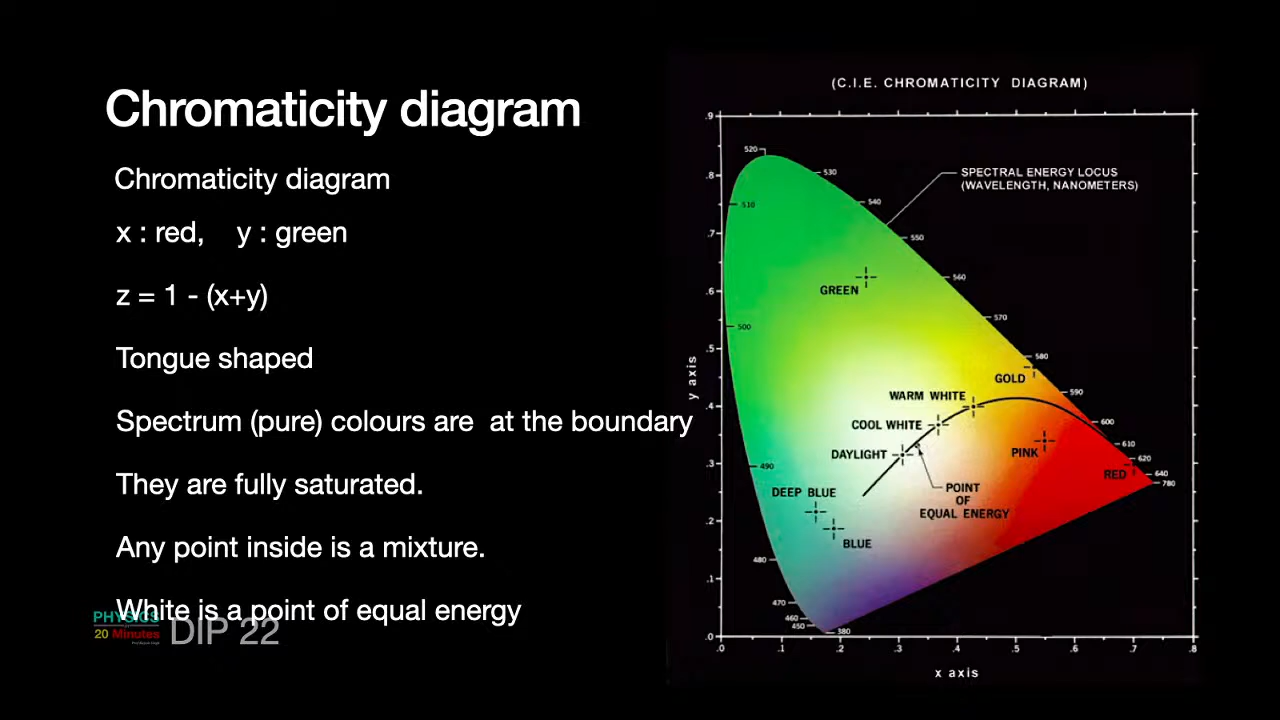 Chromaticity diagram
Chromaticity diagram
x : red, y : green
z = 1 - (x+y)
Tongue shaped
Spectrum (pure) colours are at the boundary
They are fully saturated.
Any point inside is a mixture.
White is a point of equal energy
PHYSICS
20 Minutes
DIP 22
(C.I.E. CHROMATICITY DIAGRAM)
SPECTRAL ENERGY LOCUS
(WAVELENGTH, NANOMETERS)
y axis
.9
.8
.7
.6
.5
.4
.3
.2
.1
.0
520
530
540
550
560
570
580
590
600
610
620
640
780
510
500
490
480
470
460
450
380
GREEN
GOLD
WARM WHITE
COOL WHITE
DAYLIGHT
PINK
RED
DEEP BLUE
BLUE
POINT
OF
EQUAL ENERGY
.0 .1 .2 .3 .4 .5 .6 .7 .8
x axis